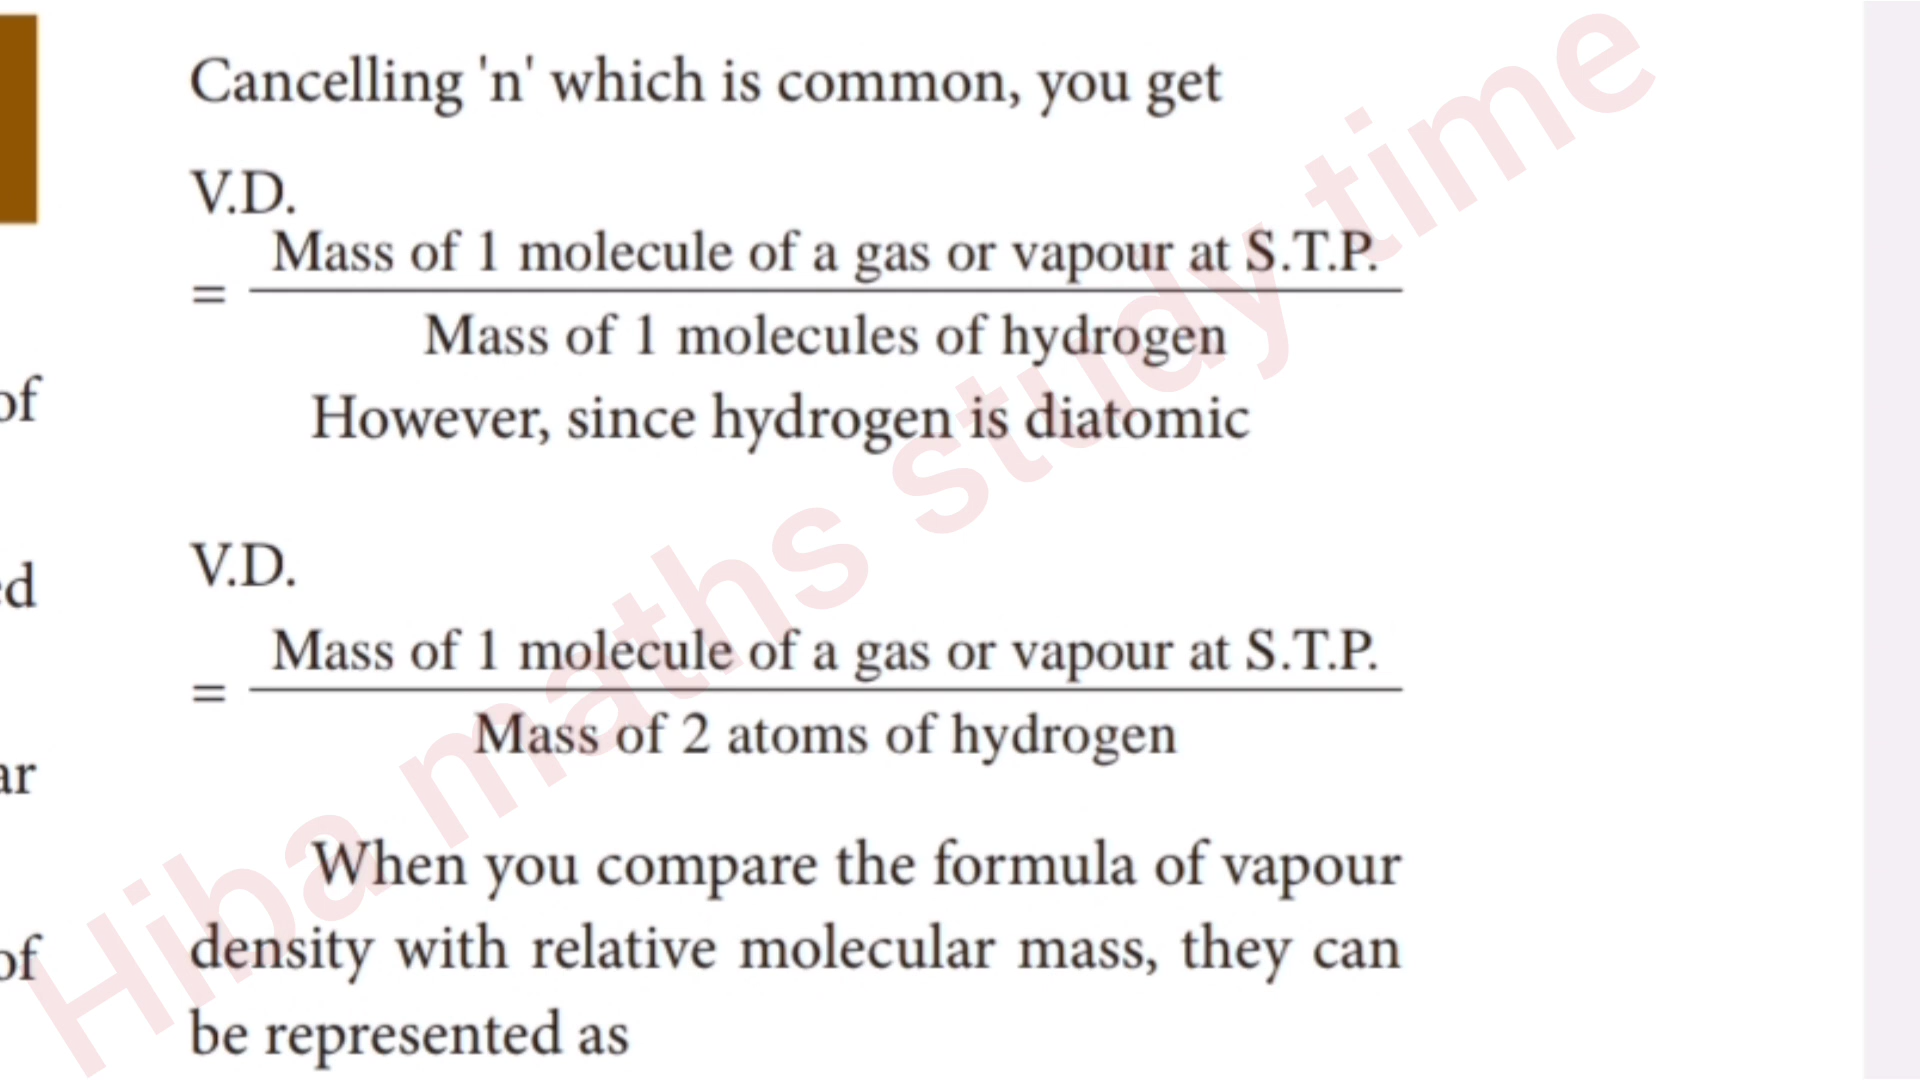 Cancelling 'n' which is common, you get
V.D.
= Mass of 1 molecule of a gas or vapour at S.T.P.
Mass of 1 molecules of hydrogen
However, since hydrogen is diatomic
V.D.
= Mass of 1 molecule of a gas or vapour at S.T.P.
Mass of 2 atoms of hydrogen
When you compare the formula of vapour
density with relative molecular mass, they can
be represented as
of
ed
ar
of
Hiba maths study time